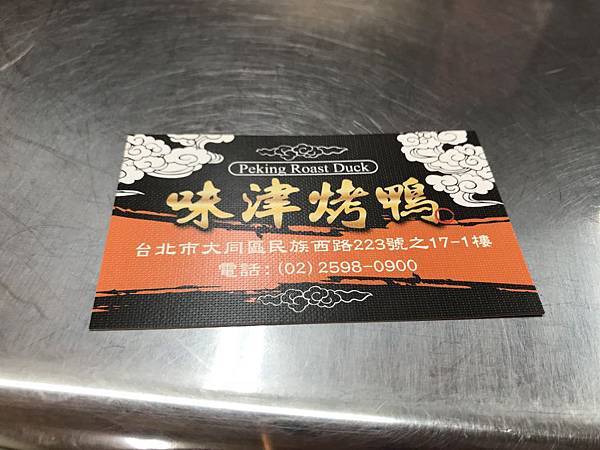 Peking Roast Duck
味津烤鴨
台北市大同區民族西路223號之17-1樓
電話:(02)2598-0900